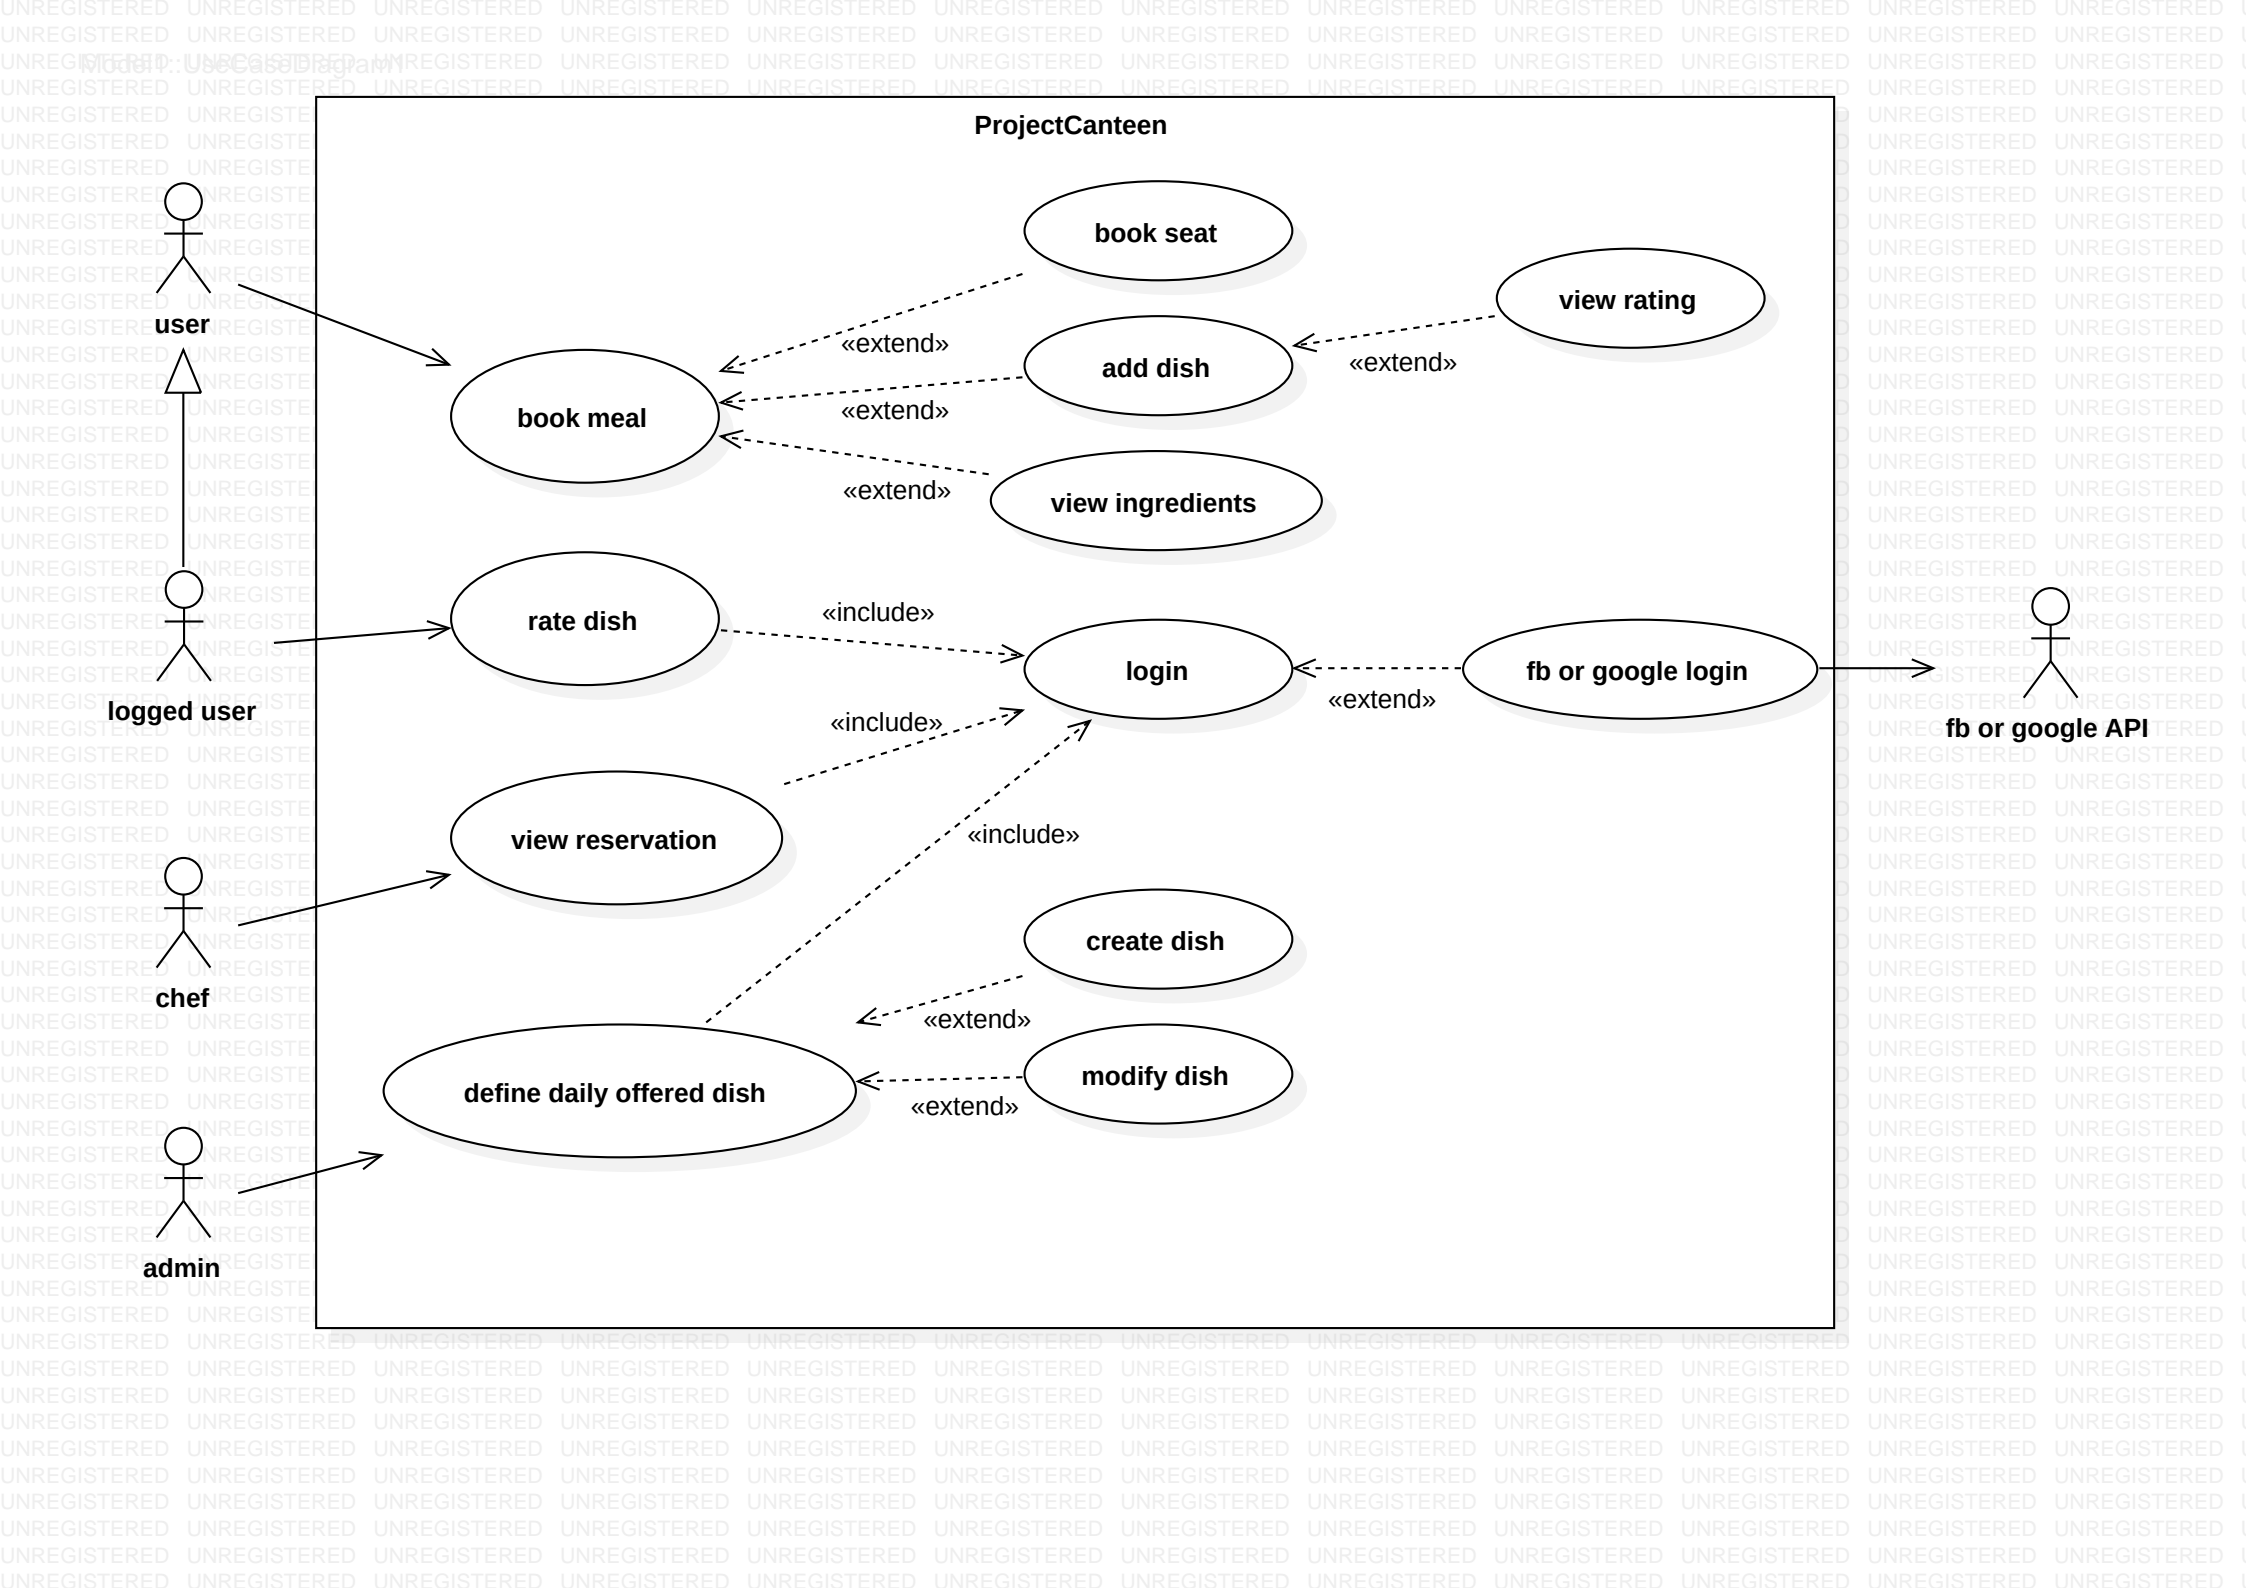 Model1::UseCaseDiagram1
ProjectCanteen
user
book seat
view rating
«extend»
add dish
«extend»
«extend»
book meal
«extend»
view ingredients
rate dish
«include»
login
fb or google login
«extend»
logged user
fb or google API
«include»
view reservation
«include»
chef
create dish
«extend»
define daily offered dish
modify dish
«extend»
admin
UNREGISTERED